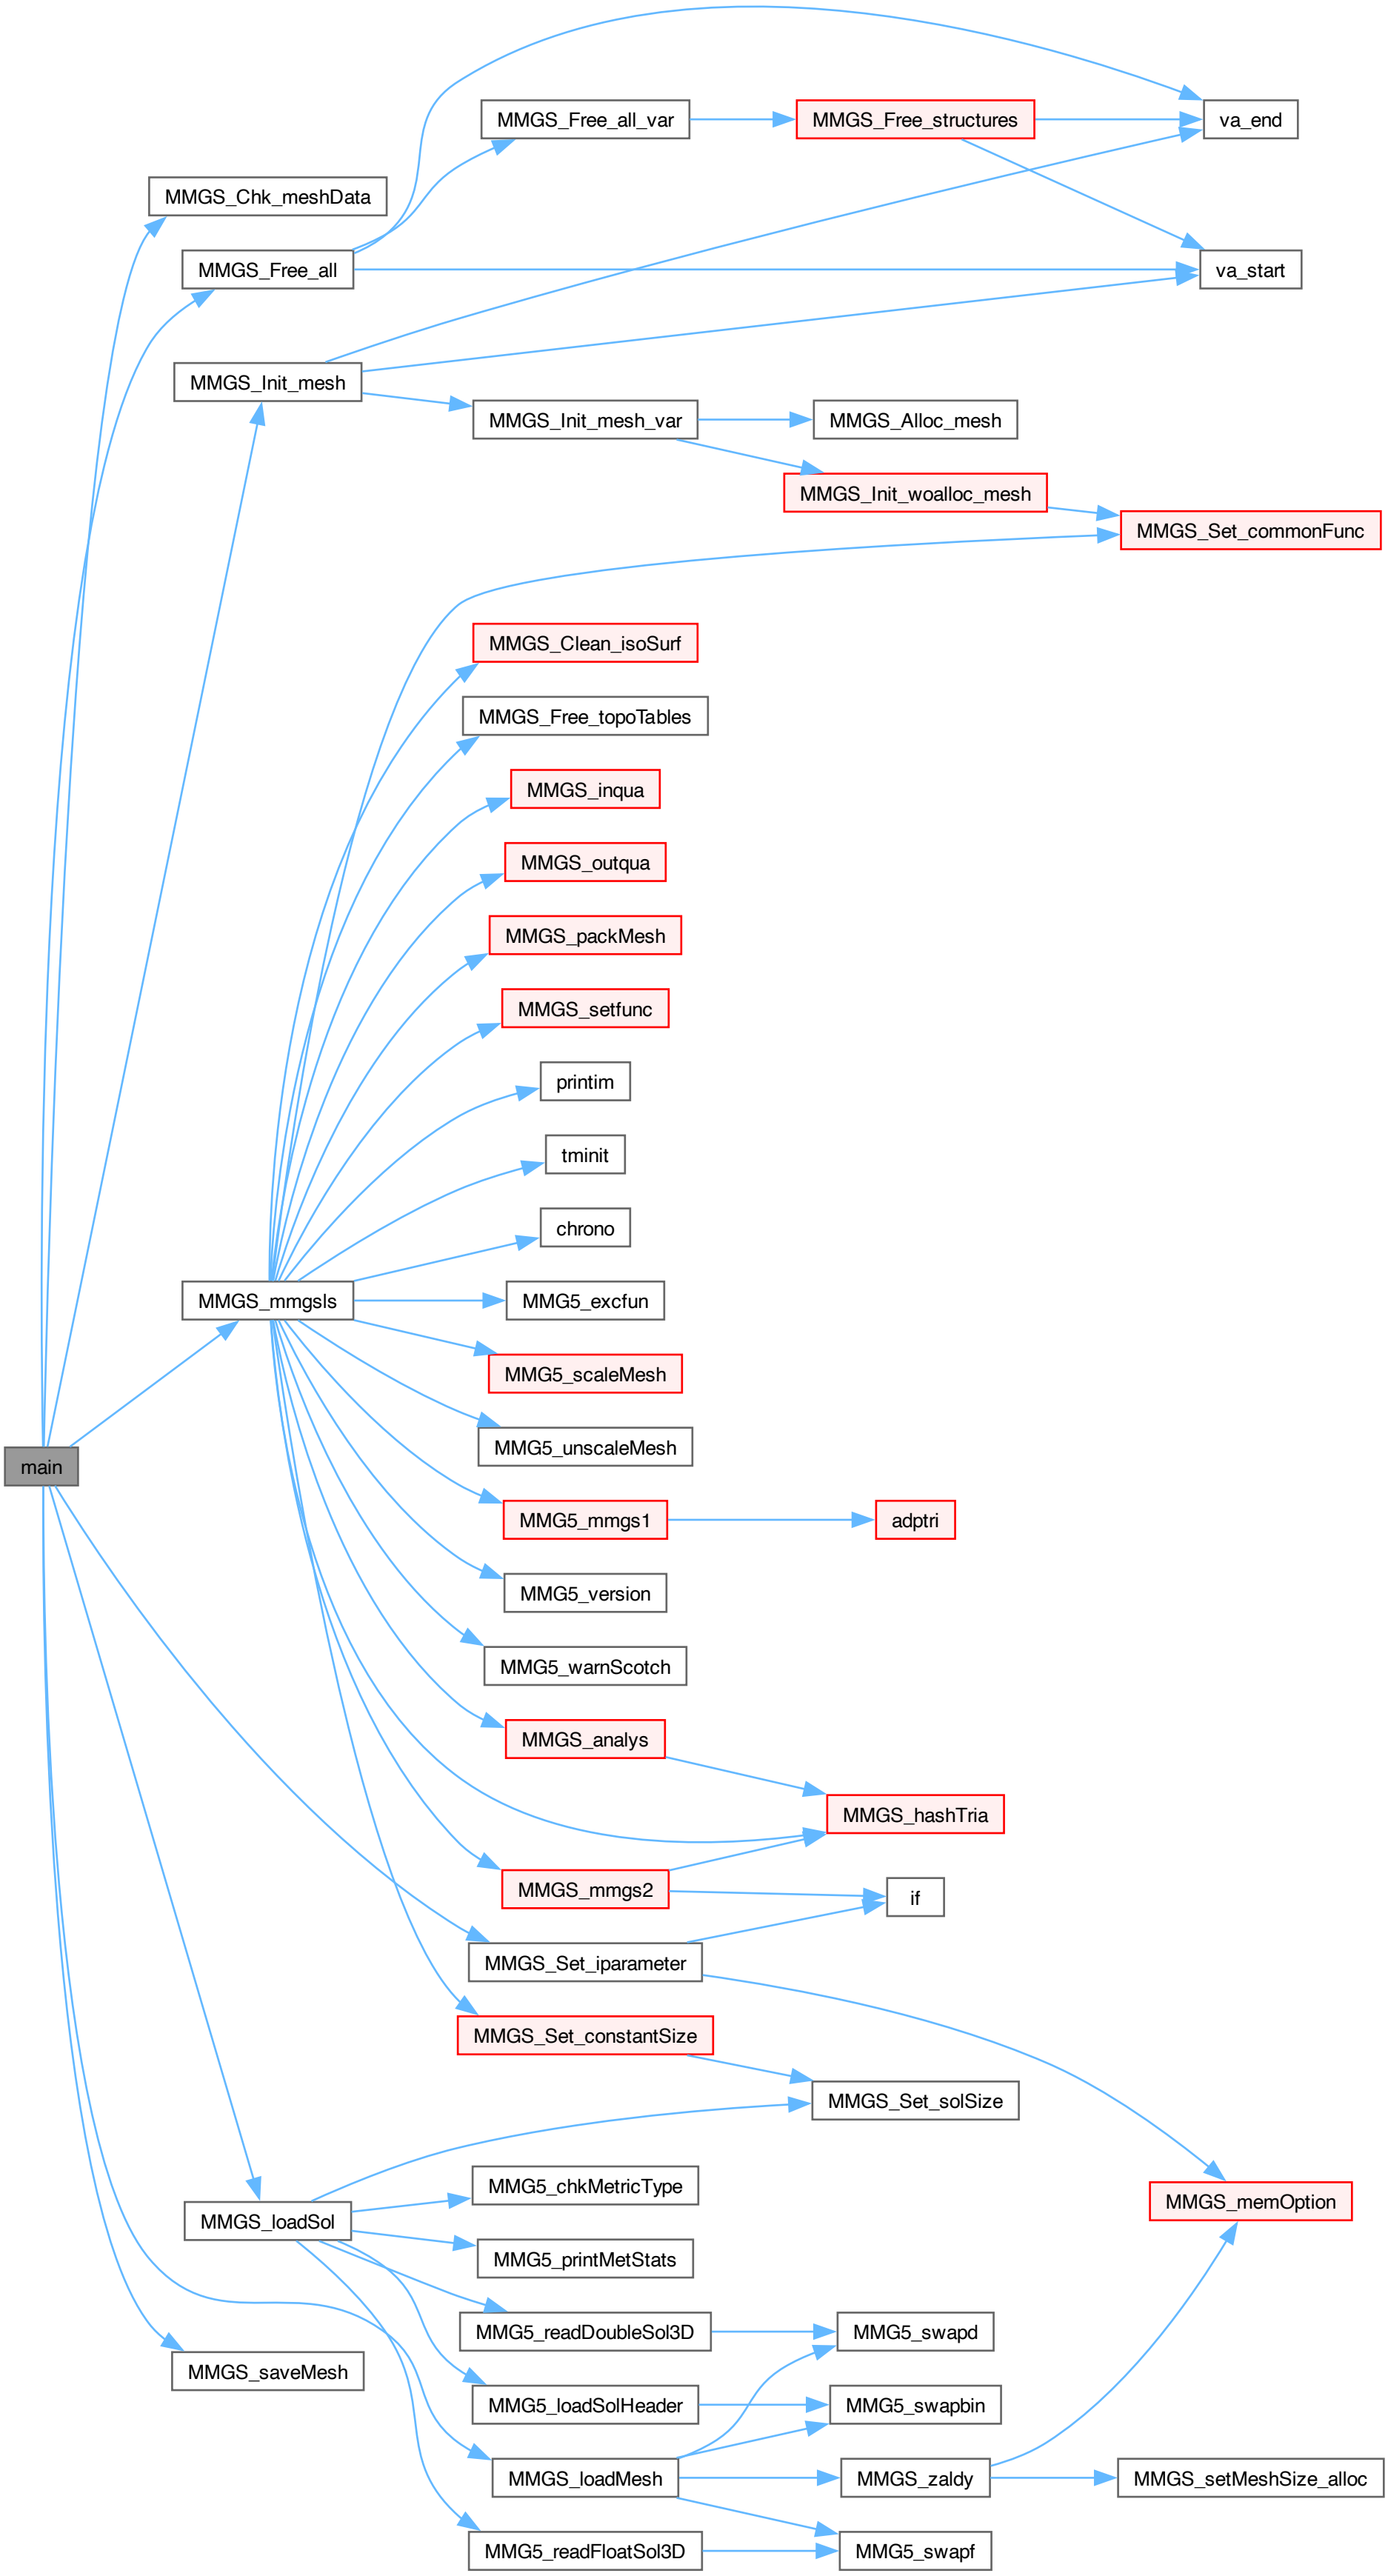 MMGS_Free_all_var
MMGS_Free_structures
va_end
MMGS_Chk_meshData
MMGS_Free_all
va_start
MMGS_Init_mesh
MMGS_Init_mesh_var
MMGS_Alloc_mesh
MMGS_Init_woalloc_mesh
MMGS_Set_commonFunc
MMGS_Clean_isoSurf
MMGS_Free_topoTables
MMGS_inqua
MMGS_outqua
MMGS_packMesh
MMGS_setfunc
printim
tminit
chrono
MMGS_mmgsls
MMG5_excfun
MMG5_scaleMesh
MMG5_unscaleMesh
main
MMG5_mmgs1
adptri
MMG5_version
MMG5_warnScotch
MMGS_analys
MMGS_hashTria
MMGS_mmgs2
if
MMGS_Set_iparameter
MMGS_Set_constantSize
MMGS_Set_solSize
MMG5_chkMetricType
MMGS_memOption
MMGS_loadSol
MMG5_printMetStats
MMG5_readDoubleSol3D
MMG5_swapd
MMGS_saveMesh
MMG5_loadSolHeader
MMG5_swapbin
MMGS_loadMesh
MMGS_zaldy
MMGS_setMeshSize_alloc
MMG5_readFloatSol3D
MMG5_swapf